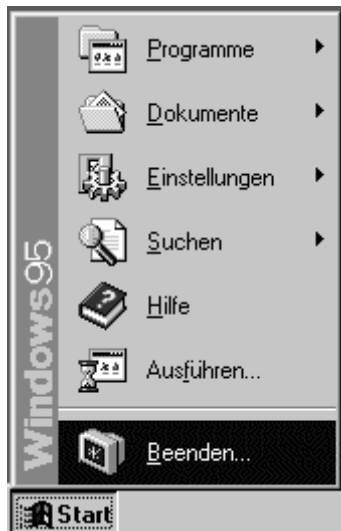 Programme
Dokumente
Einstellungen
Suchen
Hilfe
Ausführen...
Beenden...
Windows95
Start